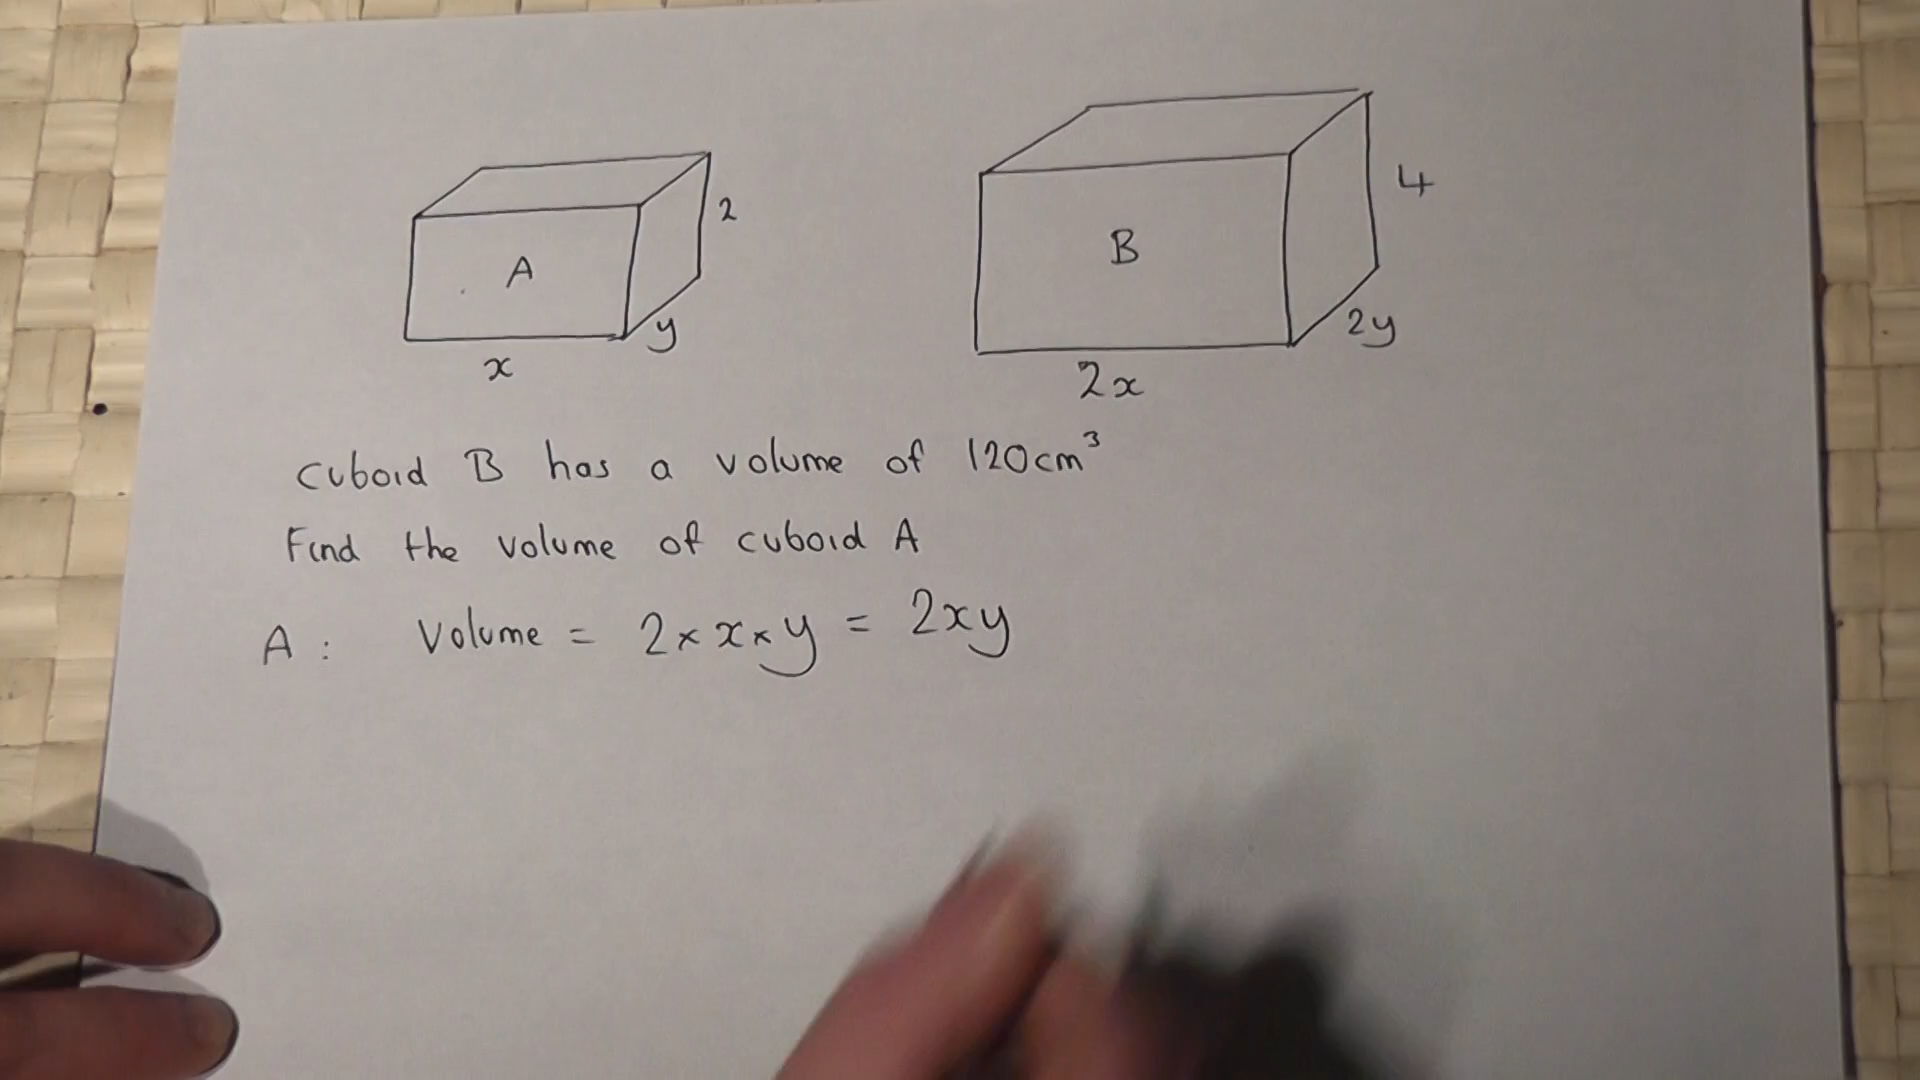 A
x
y
2
B
2x
2y
4
cuboid B has a volume of 120cm³
Find the volume of cuboid A
A : Volume = 2 × x × y = 2xy